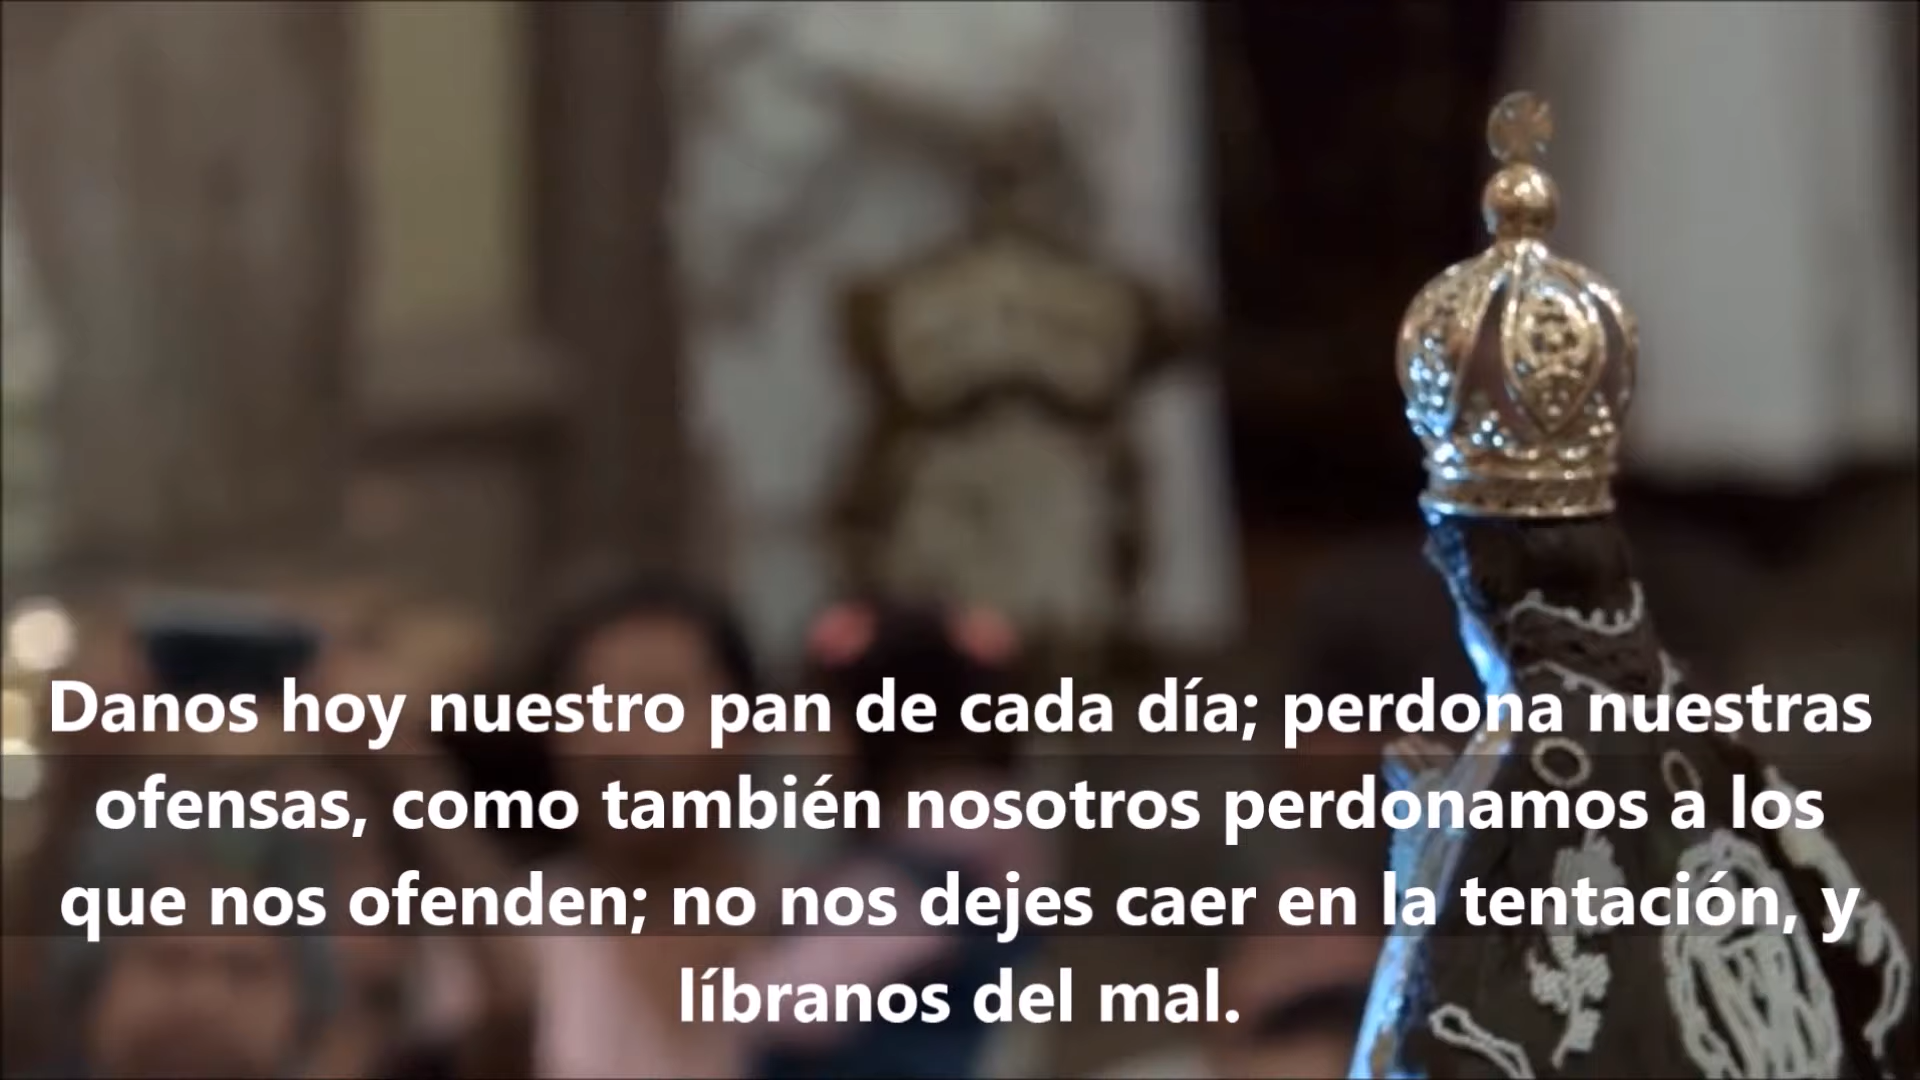 Danos hoy nuestro pan de cada día; perdona nuestras
ofensas, como también nosotros perdonamos a los
que nos ofenden; no nos dejes caer en la tentación, y
líbranos del mal.